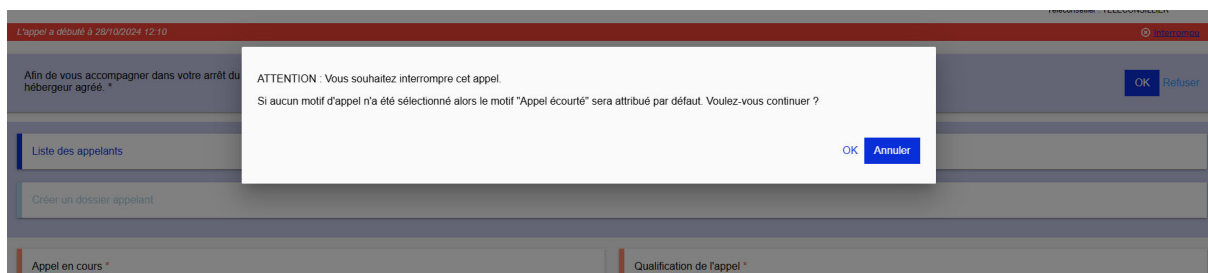 Téléconseiller : TELECONSEILLER
L'appel a débuté à 28/10/2024 12:10
Interrompu
Afin de vous accompagner dans votre arrêt du
hébergeur agréé. *
OK Refuser
ATTENTION : Vous souhaitez interrompre cet appel.
Si aucun motif d'appel n'a été sélectionné alors le motif "Appel écourté" sera attribué par défaut. Voulez-vous continuer ?
OK Annuler
Liste des appelants
Créer un dossier appelant
Appel en cours *
Qualification de l'appel *